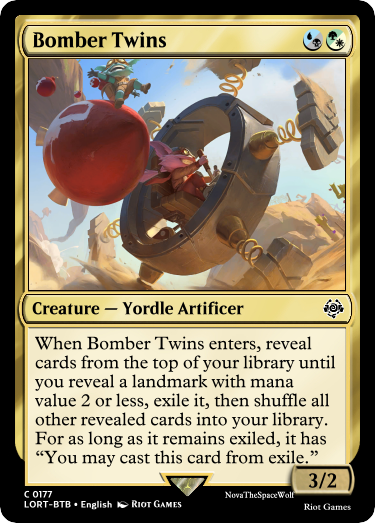 Bomber Twins
Creature — Yordle Artificer
When Bomber Twins enters, reveal
cards from the top of your library until
you reveal a landmark with mana
value 2 or less, exile it, then shuffle all
other revealed cards into your library.
For as long as it remains exiled, it has
“You may cast this card from exile.”
3/2
C 0177
LORT-BTB • English Riot Games
NovaTheSpaceWolf
Riot Games